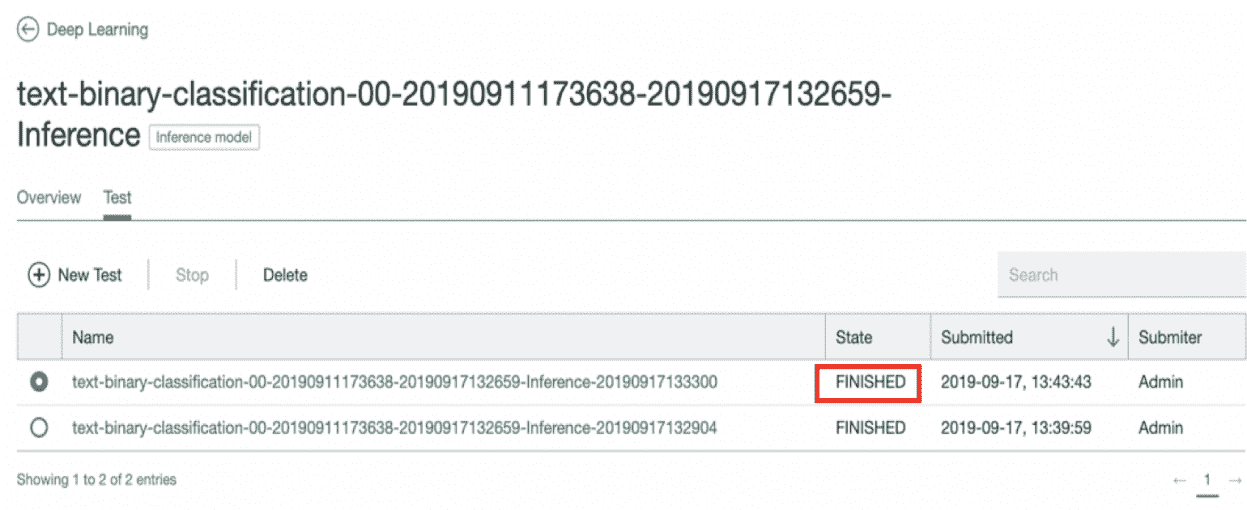 Deep Learning
text-binary-classification-00-20190911173638-20190917132659-
Inference Inference model
Overview Test
New Test Stop Delete Search
Name State Submitted Submiter
text-binary-classification-00-20190911173638-20190917132659-Inference-20190917133300 FINISHED 2019-09-17, 13:43:43 Admin
text-binary-classification-00-20190911173638-20190917132659-Inference-20190917132904 FINISHED 2019-09-17, 13:39:59 Admin
Showing 1 to 2 of 2 entries ← 1 →